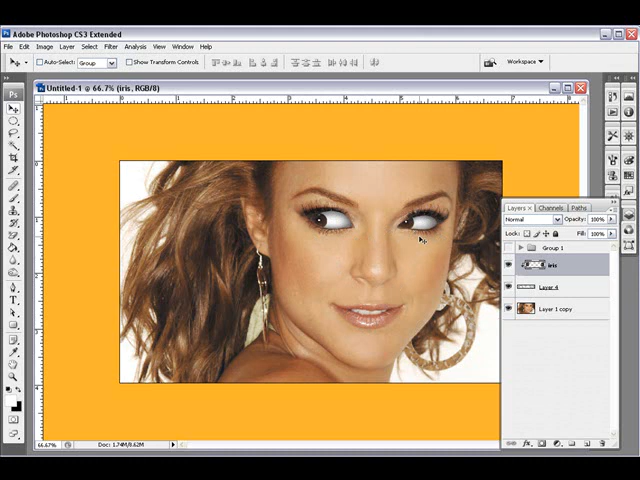 Adobe Photoshop CS3 Extended
File Edit Image Layer Select Filter Analysis View Window Help
Auto-Select: Group Show Transform Controls Workspace
Ps
Untitled-1 @ 66.7% (iris, RGB/8)
Layers Channels Paths
Normal Opacity: 100%
Lock: Fill: 100%
Group 1
iris
Layer 4
Layer 1 copy
66.67% Doc: 1.74M/8.62M